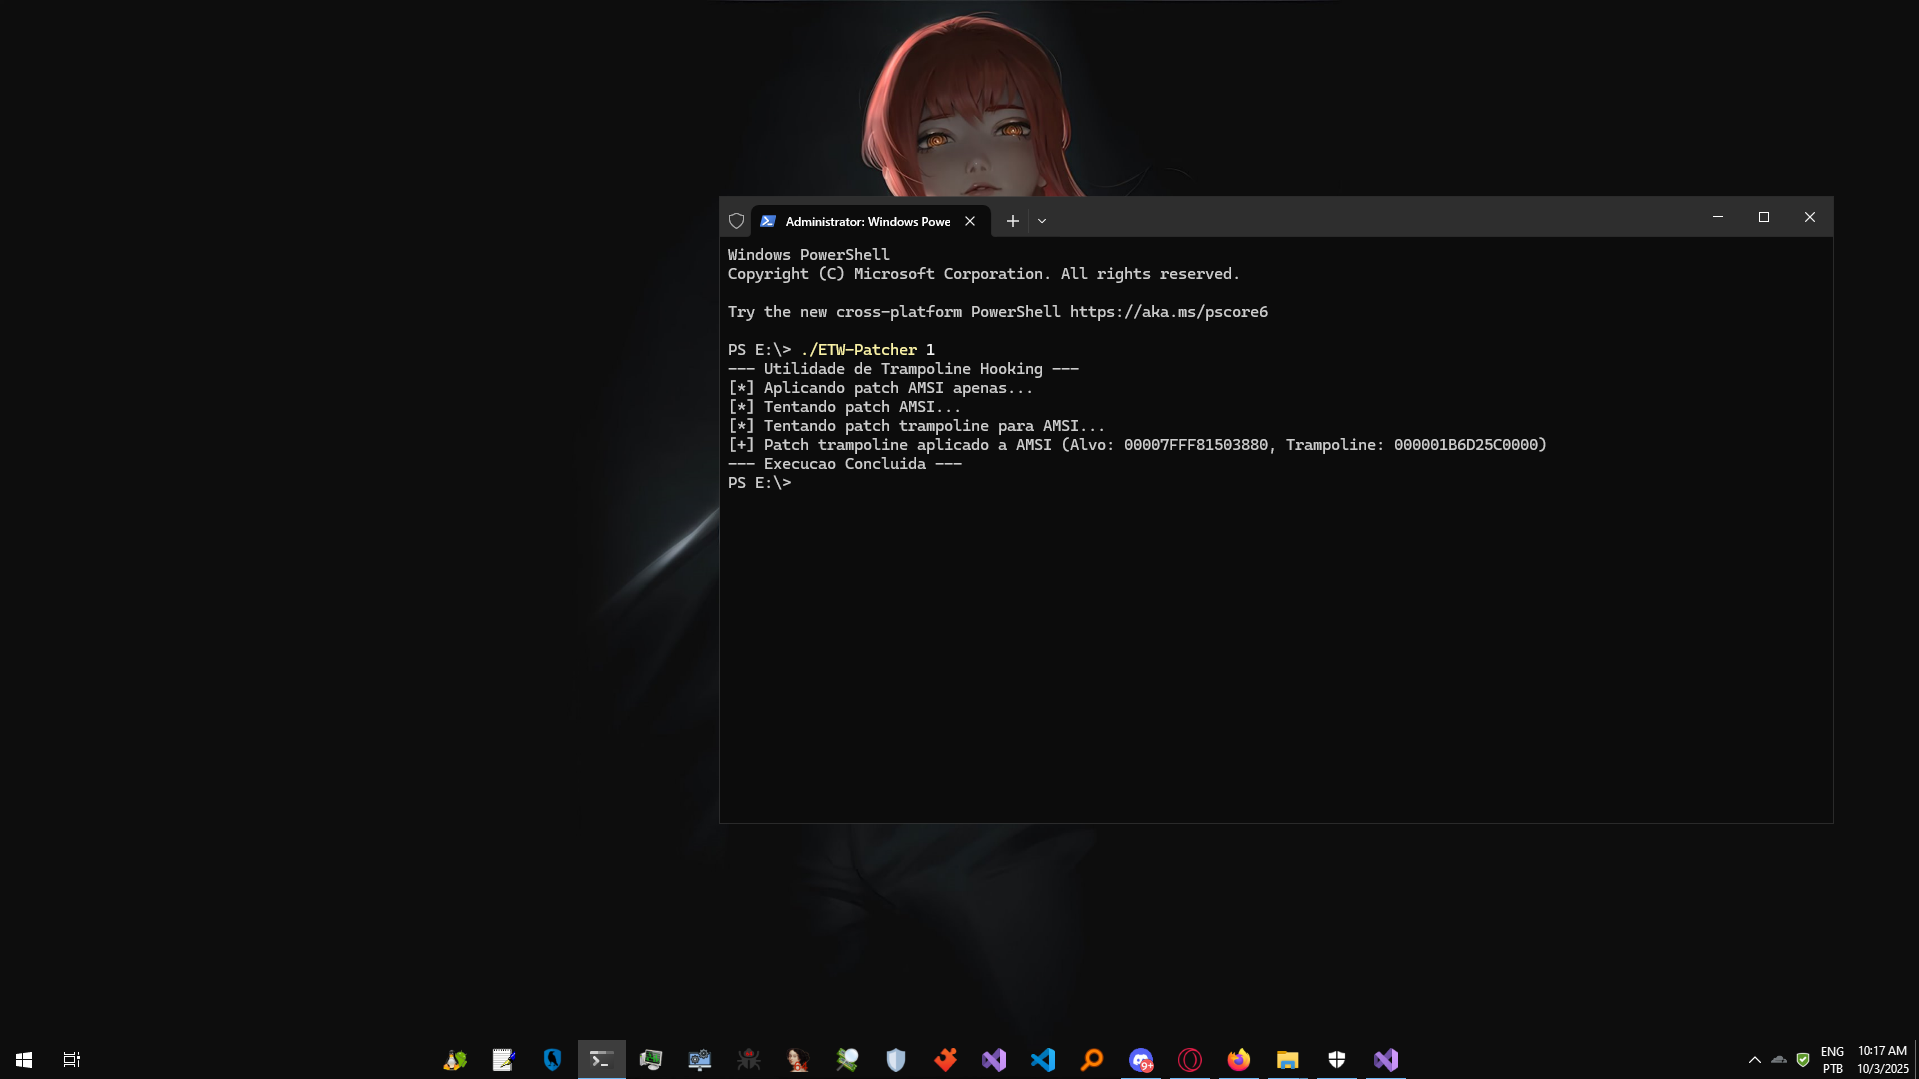 Administrator: Windows Powe
Windows PowerShell
Copyright (C) Microsoft Corporation. All rights reserved.
Try the new cross-platform PowerShell https://aka.ms/pscore6
PS E:\> ./ETW-Patcher 1
--- Utilidade de Trampoline Hooking ---
[*] Aplicando patch AMSI apenas...
[*] Tentando patch AMSI...
[*] Tentando patch trampoline para AMSI...
[+] Patch trampoline aplicado a AMSI (Alvo: 00007FFF81503880, Trampoline: 000001B6D25C0000)
--- Execucao Concluida ---
PS E:\>
9+
ENG
PTB
10:17 AM
10/3/2025